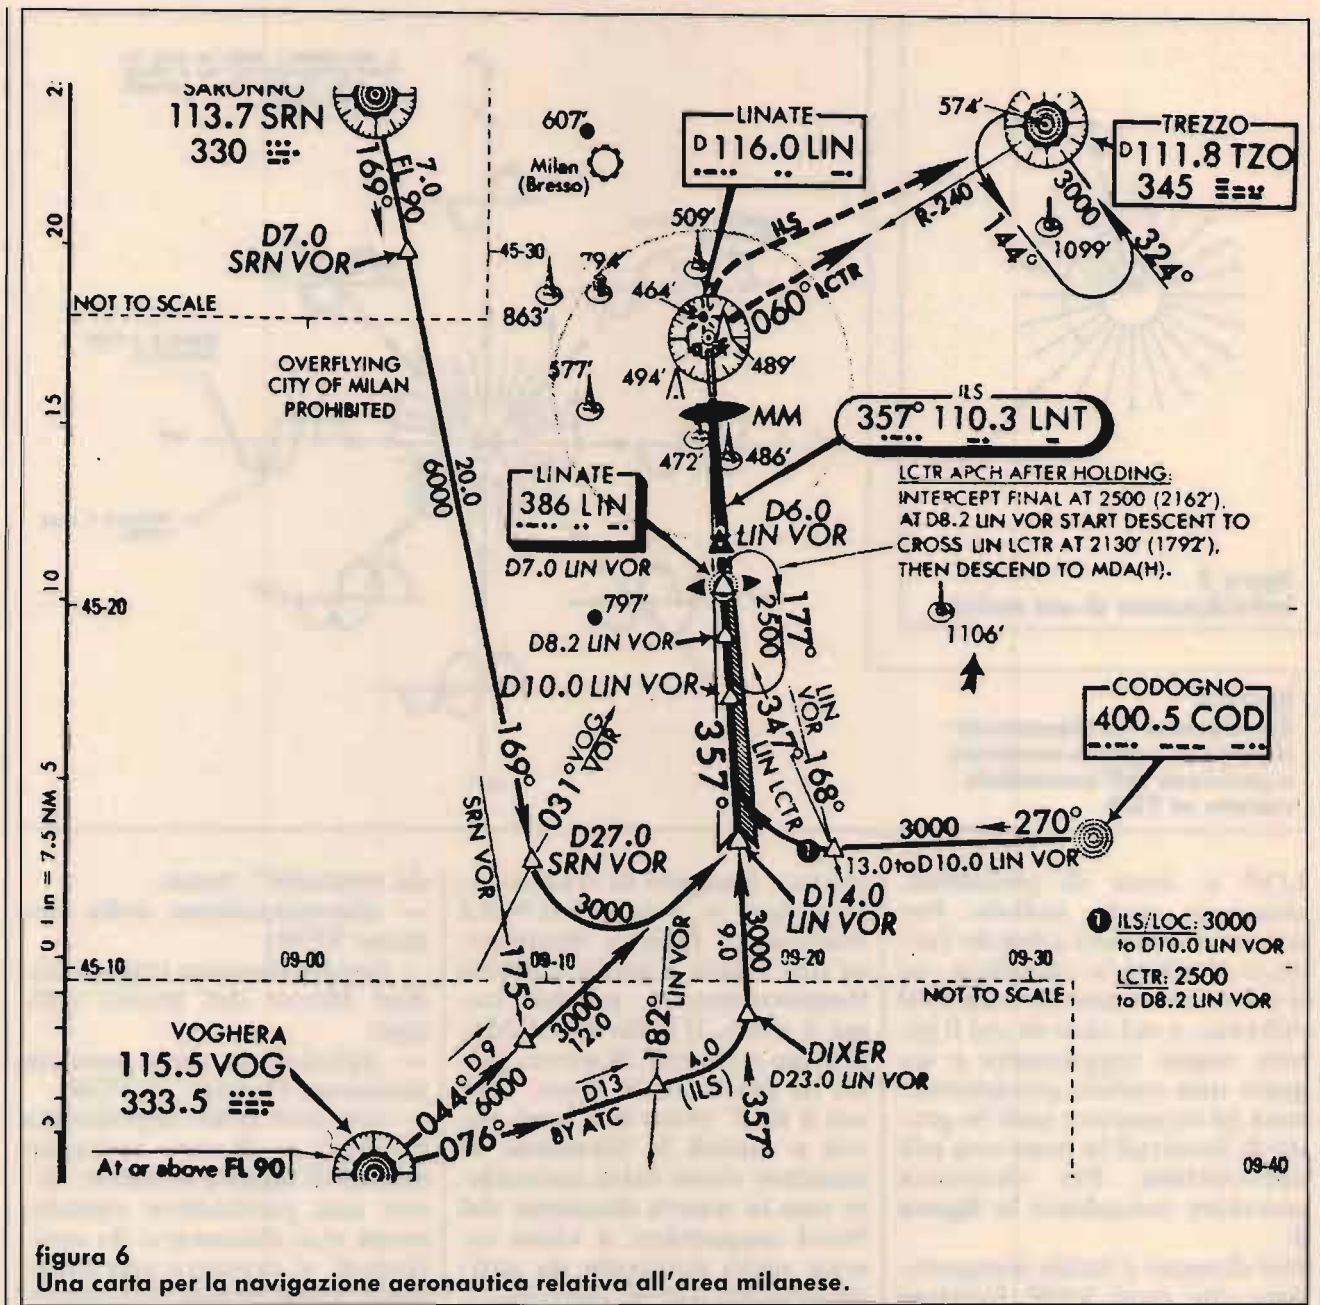 SARONNO
113.7 SRN
330
169°
7.0
FL 90
D7.0
SRN VOR
NOT TO SCALE
607'
Milan
(Bresso)
LINATE
D 116.0 LIN
574'
TREZZO
D 111.8 TZO
345
R-240
3000
144°
324°
1099'
20
45-30
863'
509'
464'
494'
489'
ILS
060° LCTR
OVERFLYING
CITY OF MILAN
PROHIBITED
577'
15
MM
ILS
357° 110.3 LNT
472'
486'
20.0
6000
LINATE
386 LIN
D7.0 LIN VOR
D6.0
LIN VOR
LCTR APCH AFTER HOLDING:
INTERCEPT FINAL AT 2500 (2162').
AT D8.2 LIN VOR START DESCENT TO
CROSS LIN LCTR AT 2130' (1792'),
THEN DESCEND TO MDA(H).
10
45-20
797'
D8.2 LIN VOR
D10.0 LIN VOR
177°
2500
1106'
CODOGNO
400.5 COD
169°
031° VOG
VOR
357°
347°
LIN LCTR
LIN
VOR
168°
5
SRN VOR
D27.0
SRN VOR
3000
270°
13.0 to D10.0 LIN VOR
D14.0
LIN VOR
3000
1 ILS/LOC: 3000
to D10.0 LIN VOR
LCTR: 2500
to D8.2 LIN VOR
0 1 in = 7.5 NM
45-10
09-00
09-10
09-20
09-30
NOT TO SCALE
175°
3000
12.0
182°
LIN VOR
3000
9.0
VOGHERA
115.5 VOG
333.5
044° D9
6000
076°
D13
BY ATC
4.0
(ILS)
357°
DIXER
D23.0 LIN VOR
5
At or above FL 90
09-40
figura 6
Una carta per la navigazione aeronautica relativa all'area milanese.